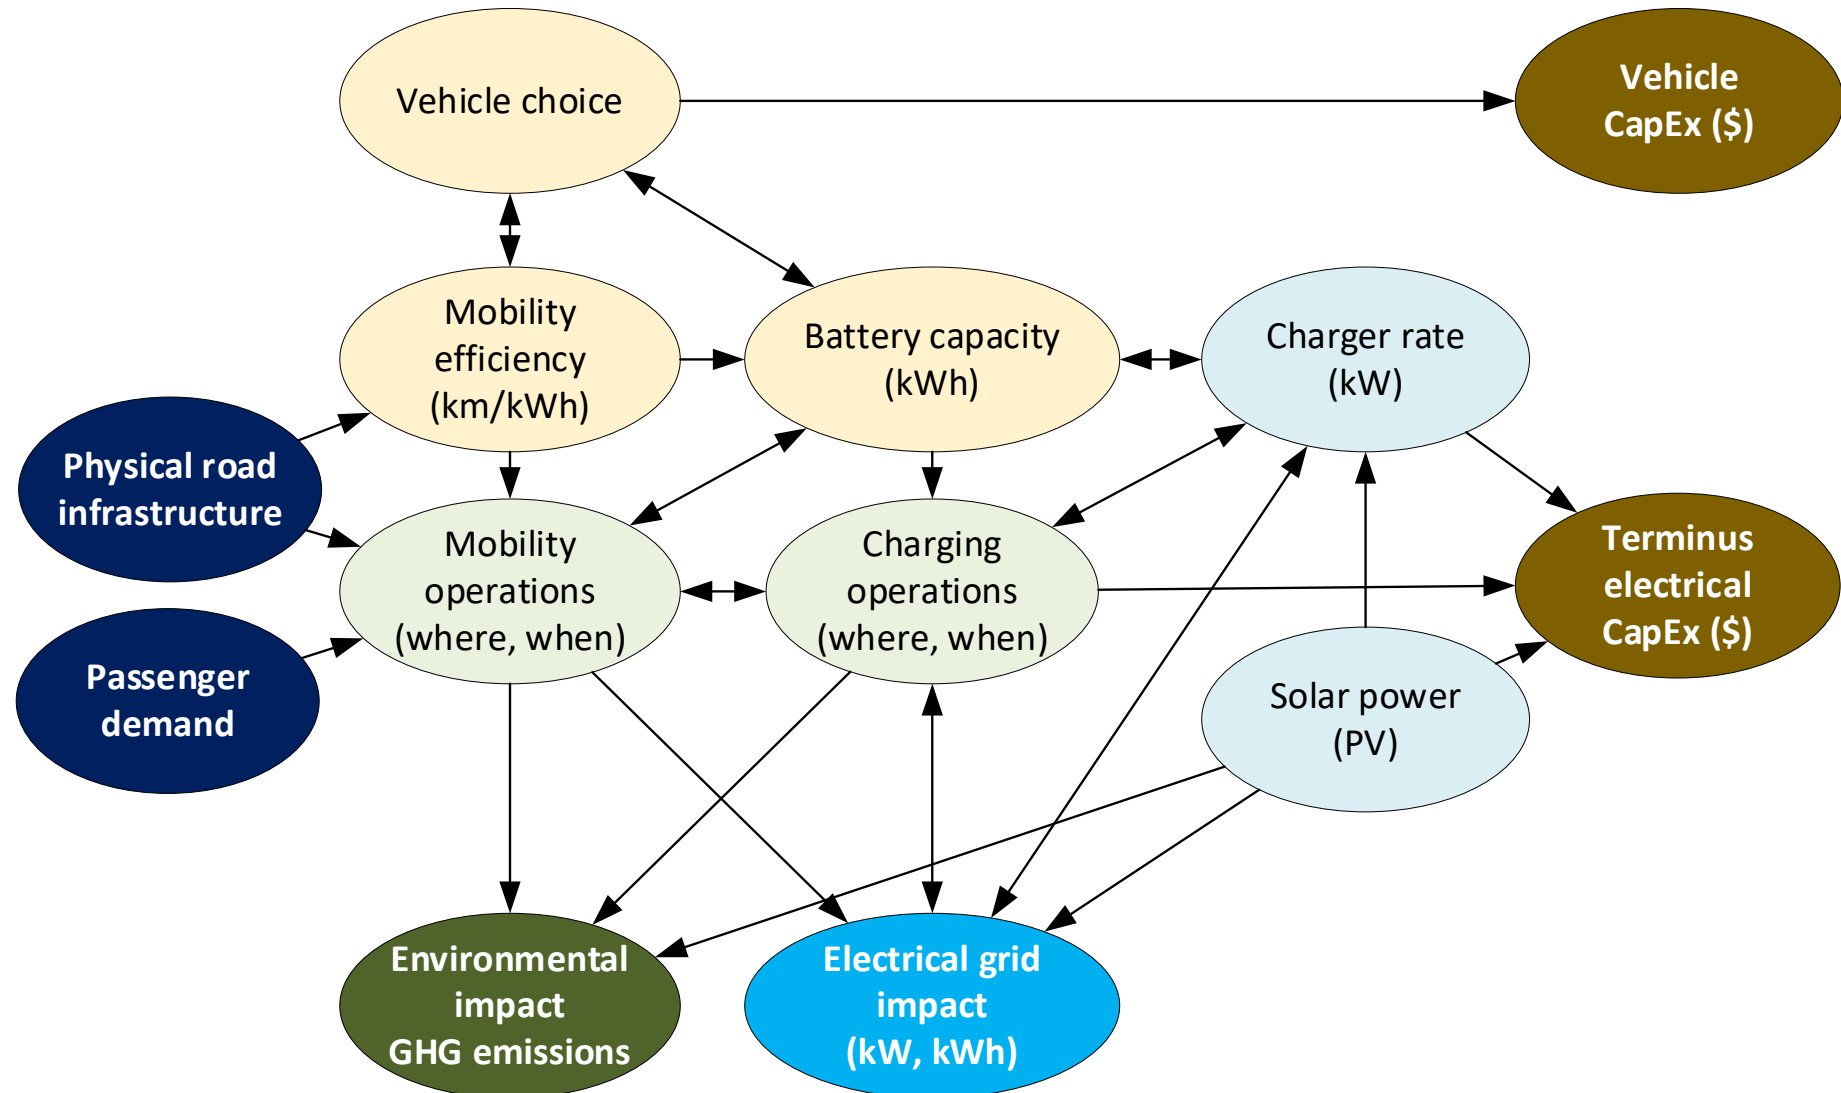 Vehicle choice
Vehicle
CapEx ($)
Mobility
efficiency
(km/kWh)
Battery capacity
(kWh)
Charger rate
(kW)
Physical road
infrastructure
Mobility
operations
(where, when)
Charging
operations
(where, when)
Terminus
electrical
CapEx ($)
Passenger
demand
Solar power
(PV)
Environmental
impact
GHG emissions
Electrical grid
impact
(kW, kWh)